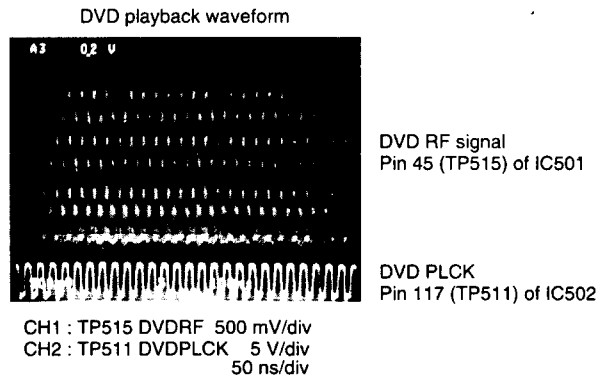 DVD playback waveform
A3 0.2 V
DVD RF signal
Pin 45 (TP515) of IC501
DVD PLCK
Pin 117 (TP511) of IC502
CH1 : TP515 DVDRF 500 mV/div
CH2 : TP511 DVDPLCK 5 V/div
50 ns/div